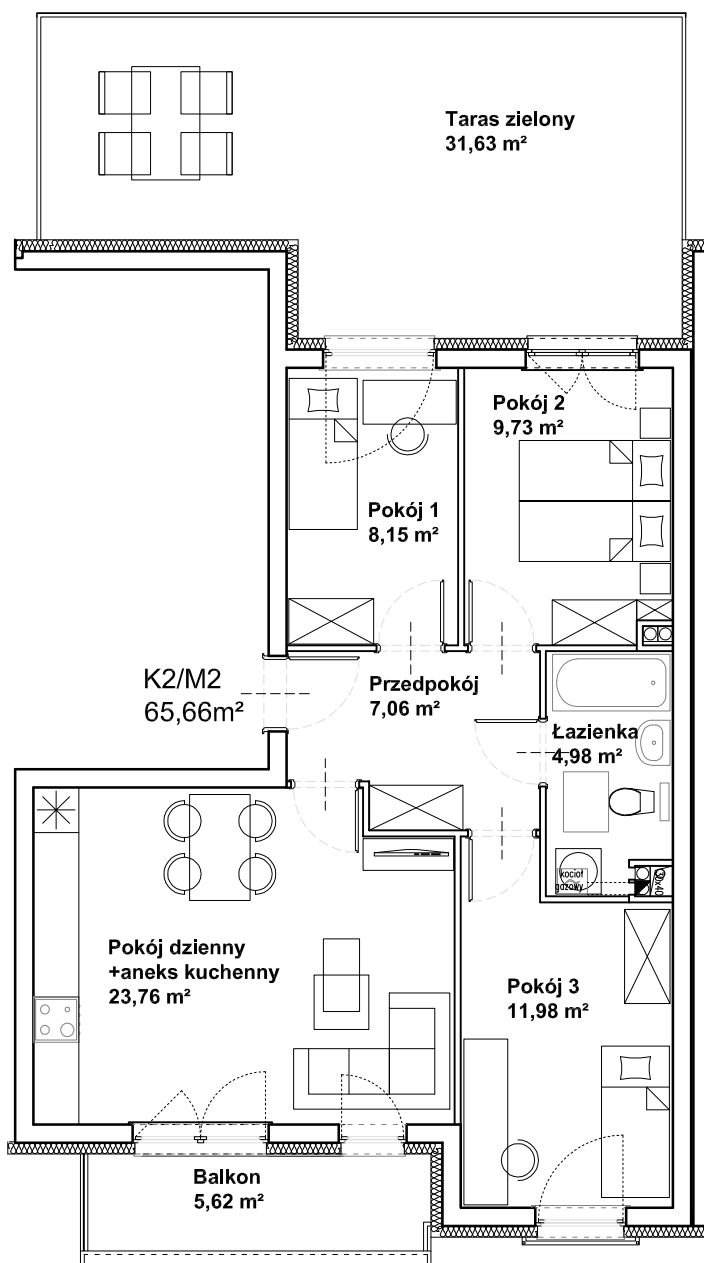 Taras zielony
31,63 m²
Pokój 2
9,73 m²
Pokój 1
8,15 m²
K2/M2
65,66m²
Przedpokój
7,06 m²
Łazienka
4,98 m²
kocioł
gazowy
Pokój dzienny
+aneks kuchenny
23,76 m²
Pokój 3
11,98 m²
Balkon
5,62 m²